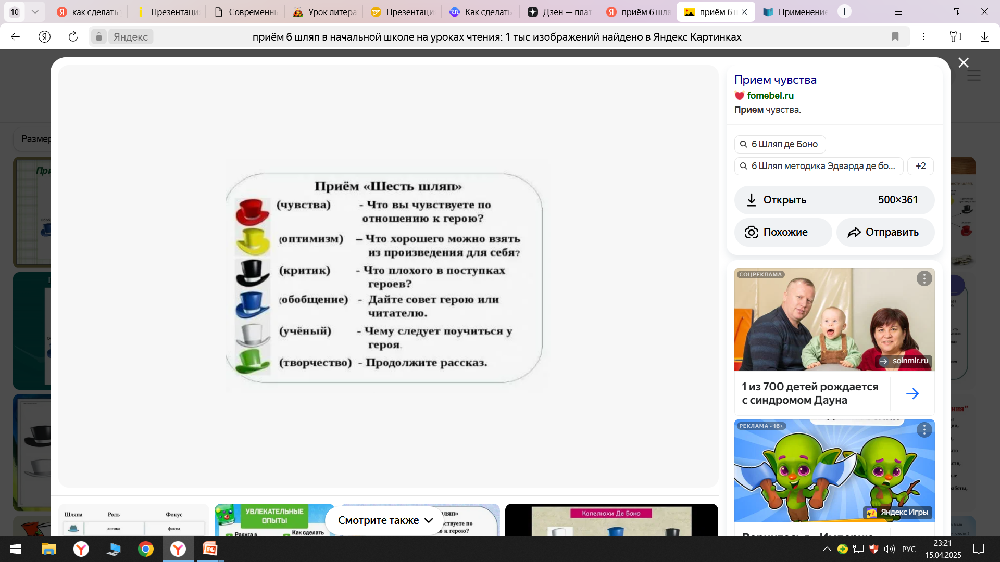 10
как сделать
Презентаци
Современн
Урок литера
Презентаци
Как сделать
Дзен — плат
приём 6 шля
приём 6 ш
Применение
Яндекс
приём 6 шляп в начальной школе на уроках чтения: 1 тыс изображений найдено в Яндекс Картинках
Размер
Приём «Шесть шляп»
(чувства) - Что вы чувствуете по
отношению к герою?
(оптимизм) – Что хорошего можно взять
из произведения для себя?
(критик) - Что плохого в поступках
героев?
(обобщение) - Дайте совет герою или
читателю.
(учёный) - Чему следует поучиться у
героя.
(творчество) - Продолжите рассказ.
Прием чувства
fomebel.ru
Прием чувства.
6 Шляп де Боно
6 Шляп методика Эдварда де бо...
+2
Открыть 500×361
Похожие
Отправить
СОЦРЕКЛАМА
solnmir.ru
1 из 700 детей рождается
с синдромом Дауна
РЕКЛАМА • 16+
Яндекс Игры
Шляпа Роль Фокус
логика факты
УВЛЕКАТЕЛЬНЫЕ
ОПЫТЫ
Радуга в
Как сделать
Смотрите также
Капелюхи Де Боно
РУС
23:21
15.04.2025